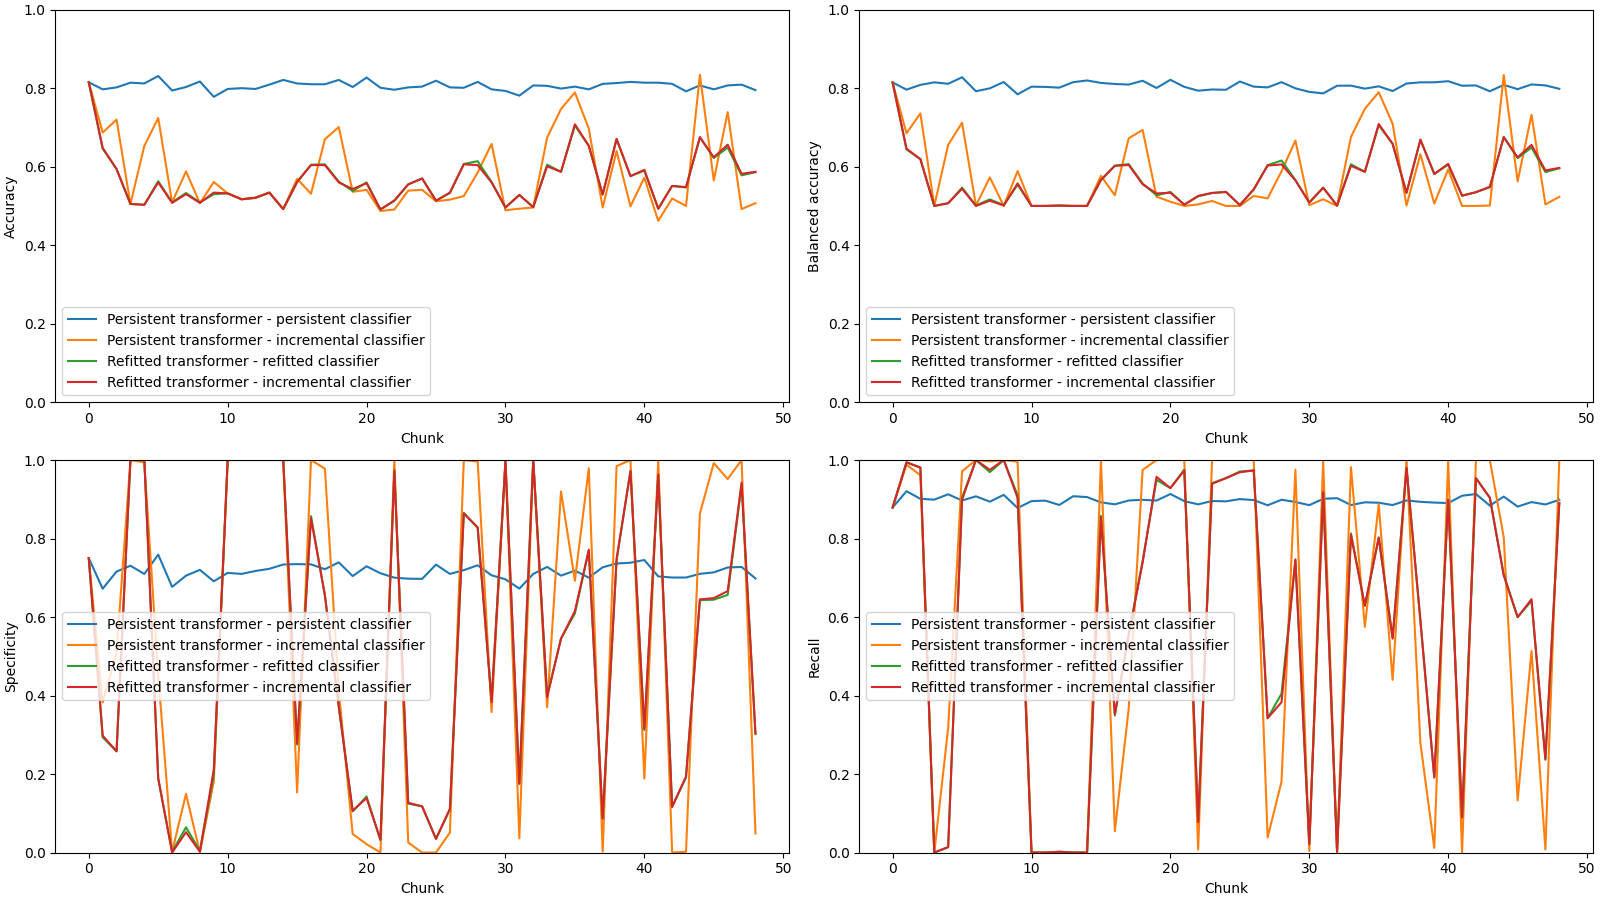 1.0
0.8
0.6
0.4
0.2
0.0
Accuracy
Persistent transformer - persistent classifier
Persistent transformer - incremental classifier
Refitted transformer - refitted classifier
Refitted transformer - incremental classifier
0 10 20 30 40 50
Chunk
1.0
0.8
0.6
0.4
0.2
0.0
Balanced accuracy
Persistent transformer - persistent classifier
Persistent transformer - incremental classifier
Refitted transformer - refitted classifier
Refitted transformer - incremental classifier
0 10 20 30 40 50
Chunk
1.0
0.8
0.6
0.4
0.2
0.0
Specificity
Persistent transformer - persistent classifier
Persistent transformer - incremental classifier
Refitted transformer - refitted classifier
Refitted transformer - incremental classifier
0 10 20 30 40 50
Chunk
1.0
0.8
0.6
0.4
0.2
0.0
Recall
Persistent transformer - persistent classifier
Persistent transformer - incremental classifier
Refitted transformer - refitted classifier
Refitted transformer - incremental classifier
0 10 20 30 40 50
Chunk